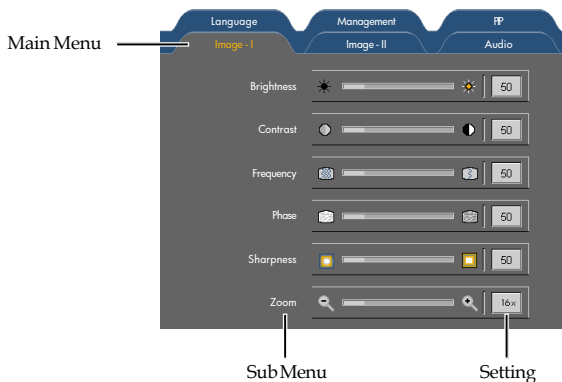 Language Management PIP
Main Menu Image - I Image - II Audio
Brightness 50
Contrast 50
Frequency 50
Phase 50
Sharpness 50
Zoom 16x
Sub Menu Setting